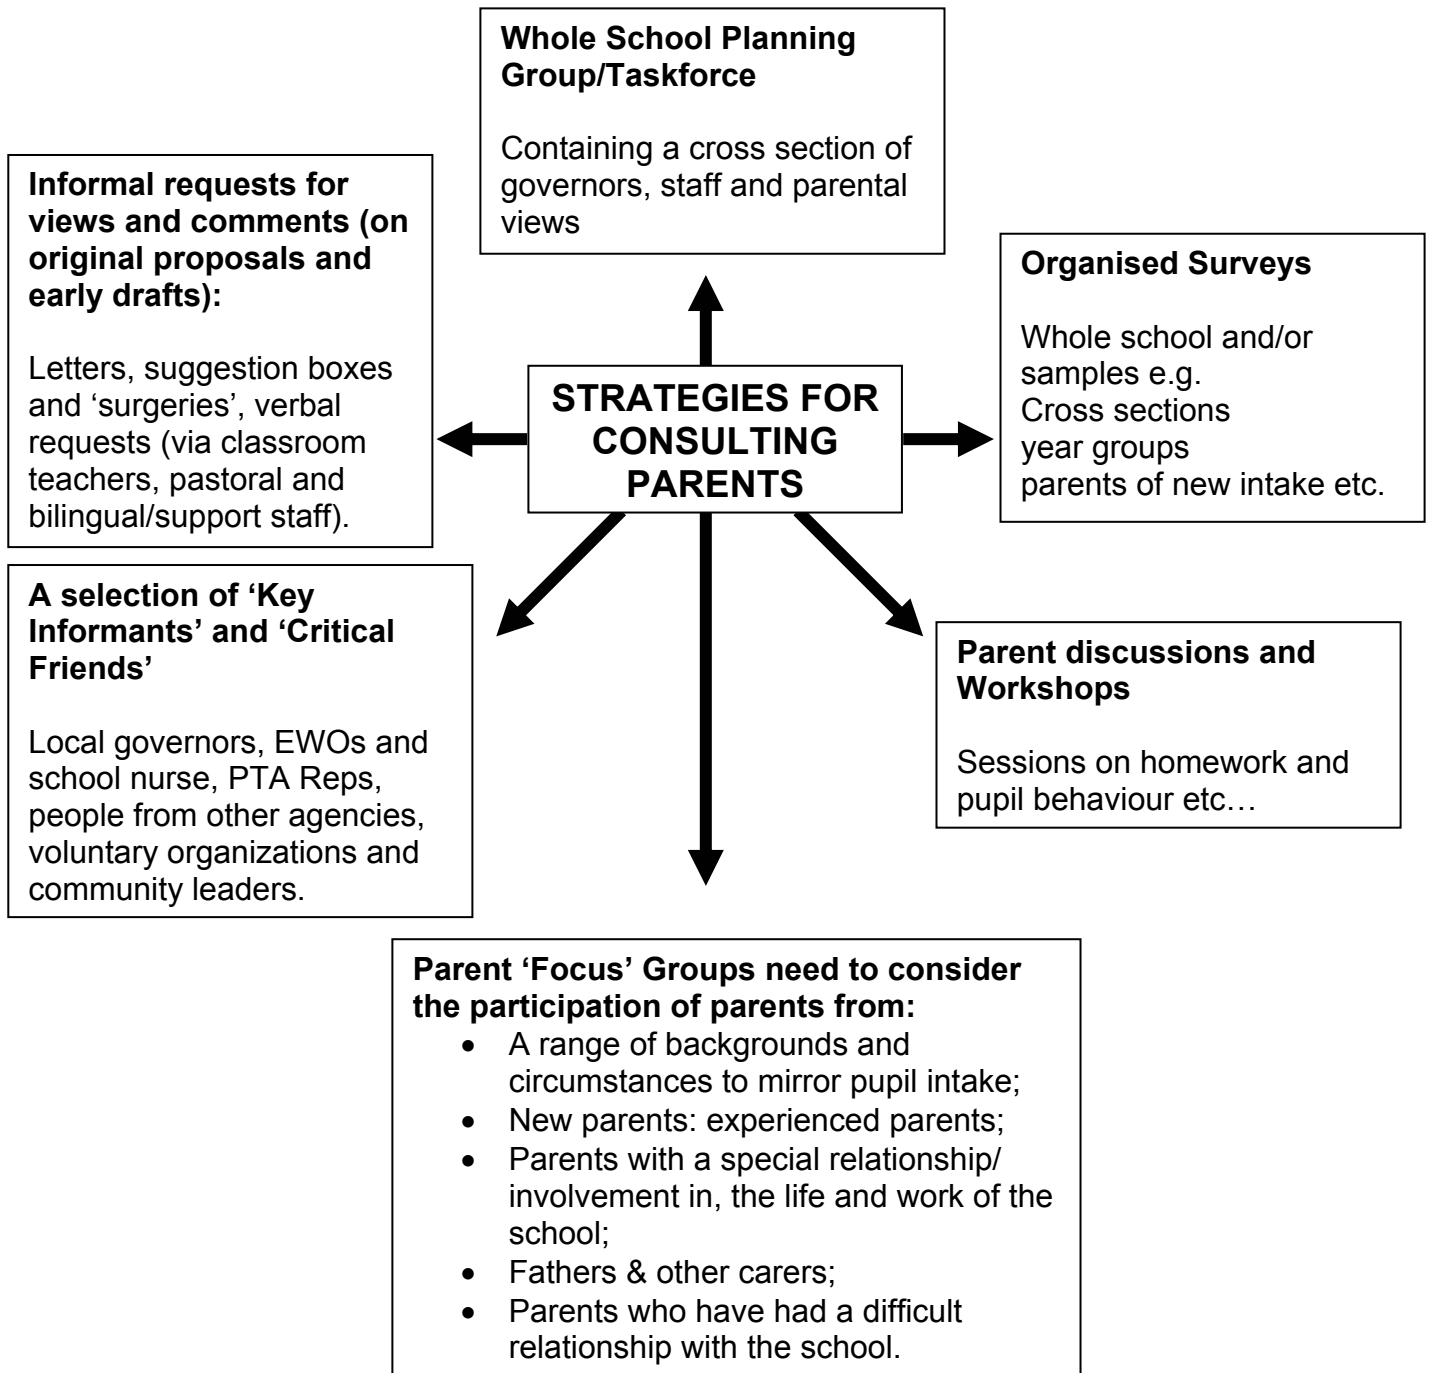 Whole School Planning
Group/Taskforce
Containing a cross section of
governors, staff and parental
views
Informal requests for
views and comments (on
original proposals and
early drafts):
Letters, suggestion boxes
and ‘surgeries’, verbal
requests (via classroom
teachers, pastoral and
bilingual/support staff).
Organised Surveys
Whole school and/or
samples e.g.
Cross sections
year groups
parents of new intake etc.
STRATEGIES FOR
CONSULTING
PARENTS
A selection of ‘Key
Informants’ and ‘Critical
Friends’
Local governors, EWOs and
school nurse, PTA Reps,
people from other agencies,
voluntary organizations and
community leaders.
Parent discussions and
Workshops
Sessions on homework and
pupil behaviour etc…
Parent ‘Focus’ Groups need to consider
the participation of parents from:
• A range of backgrounds and
circumstances to mirror pupil intake;
• New parents: experienced parents;
• Parents with a special relationship/
involvement in, the life and work of the
school;
• Fathers & other carers;
• Parents who have had a difficult
relationship with the school.